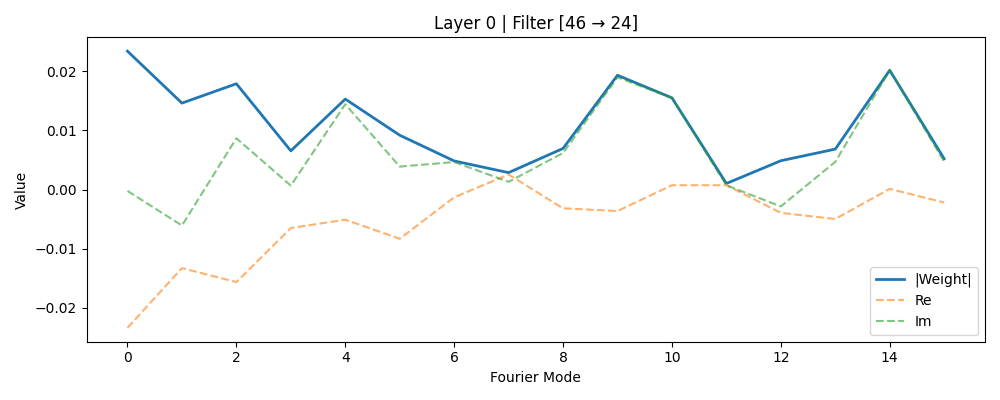 Layer 0 | Filter [46 → 24]
Value
0.02
0.01
0.00
−0.01
−0.02
|Weight|
Re
Im
0 2 4 6 8 10 12 14
Fourier Mode